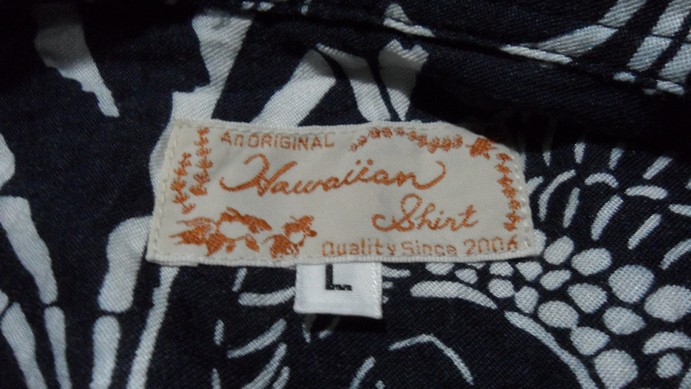 An ORIGINAL
Hawaiian
Shirt
Quality Since 2006
L